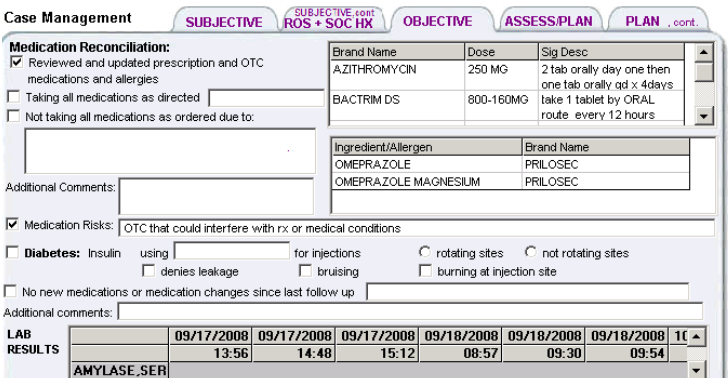 Case Management
SUBJECTIVE
SUBJECTIVE,cont
ROS + SOC HX
OBJECTIVE
ASSESS/PLAN
PLAN , cont.
Medication Reconciliation:
Reviewed and updated prescription and OTC
medications and allergies
Taking all medications as directed
Not taking all medications as ordered due to:
Brand Name Dose Sig Desc
AZITHROMYCIN 250 MG 2 tab orally day one then
one tab orally qd x 4days
BACTRIM DS 800-160MG take 1 tablet by ORAL
route every 12 hours
Ingredient/Allergen Brand Name
OMEPRAZOLE PRILOSEC
OMEPRAZOLE MAGNESIUM PRILOSEC
Additional Comments:
Medication Risks: OTC that could interfere with rx or medical conditions
Diabetes: Insulin using for injections rotating sites not rotating sites
denies leakage bruising burning at injection site
No new medications or medication changes since last follow up
Additional comments:
LAB
RESULTS
09/17/2008 09/17/2008 09/17/2008 09/18/2008 09/18/2008 09/18/2008 10
13:56 14:48 15:12 08:57 09:30 09:54
AMYLASE,SER